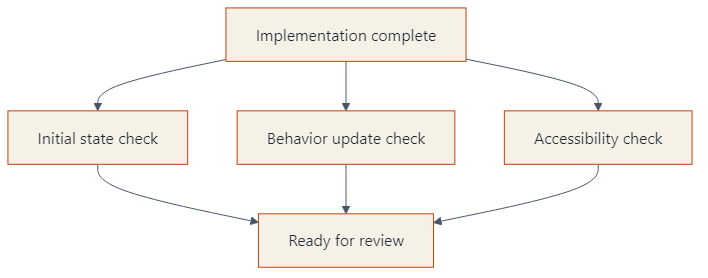 Implementation complete
Initial state check
Behavior update check
Accessibility check
Ready for review